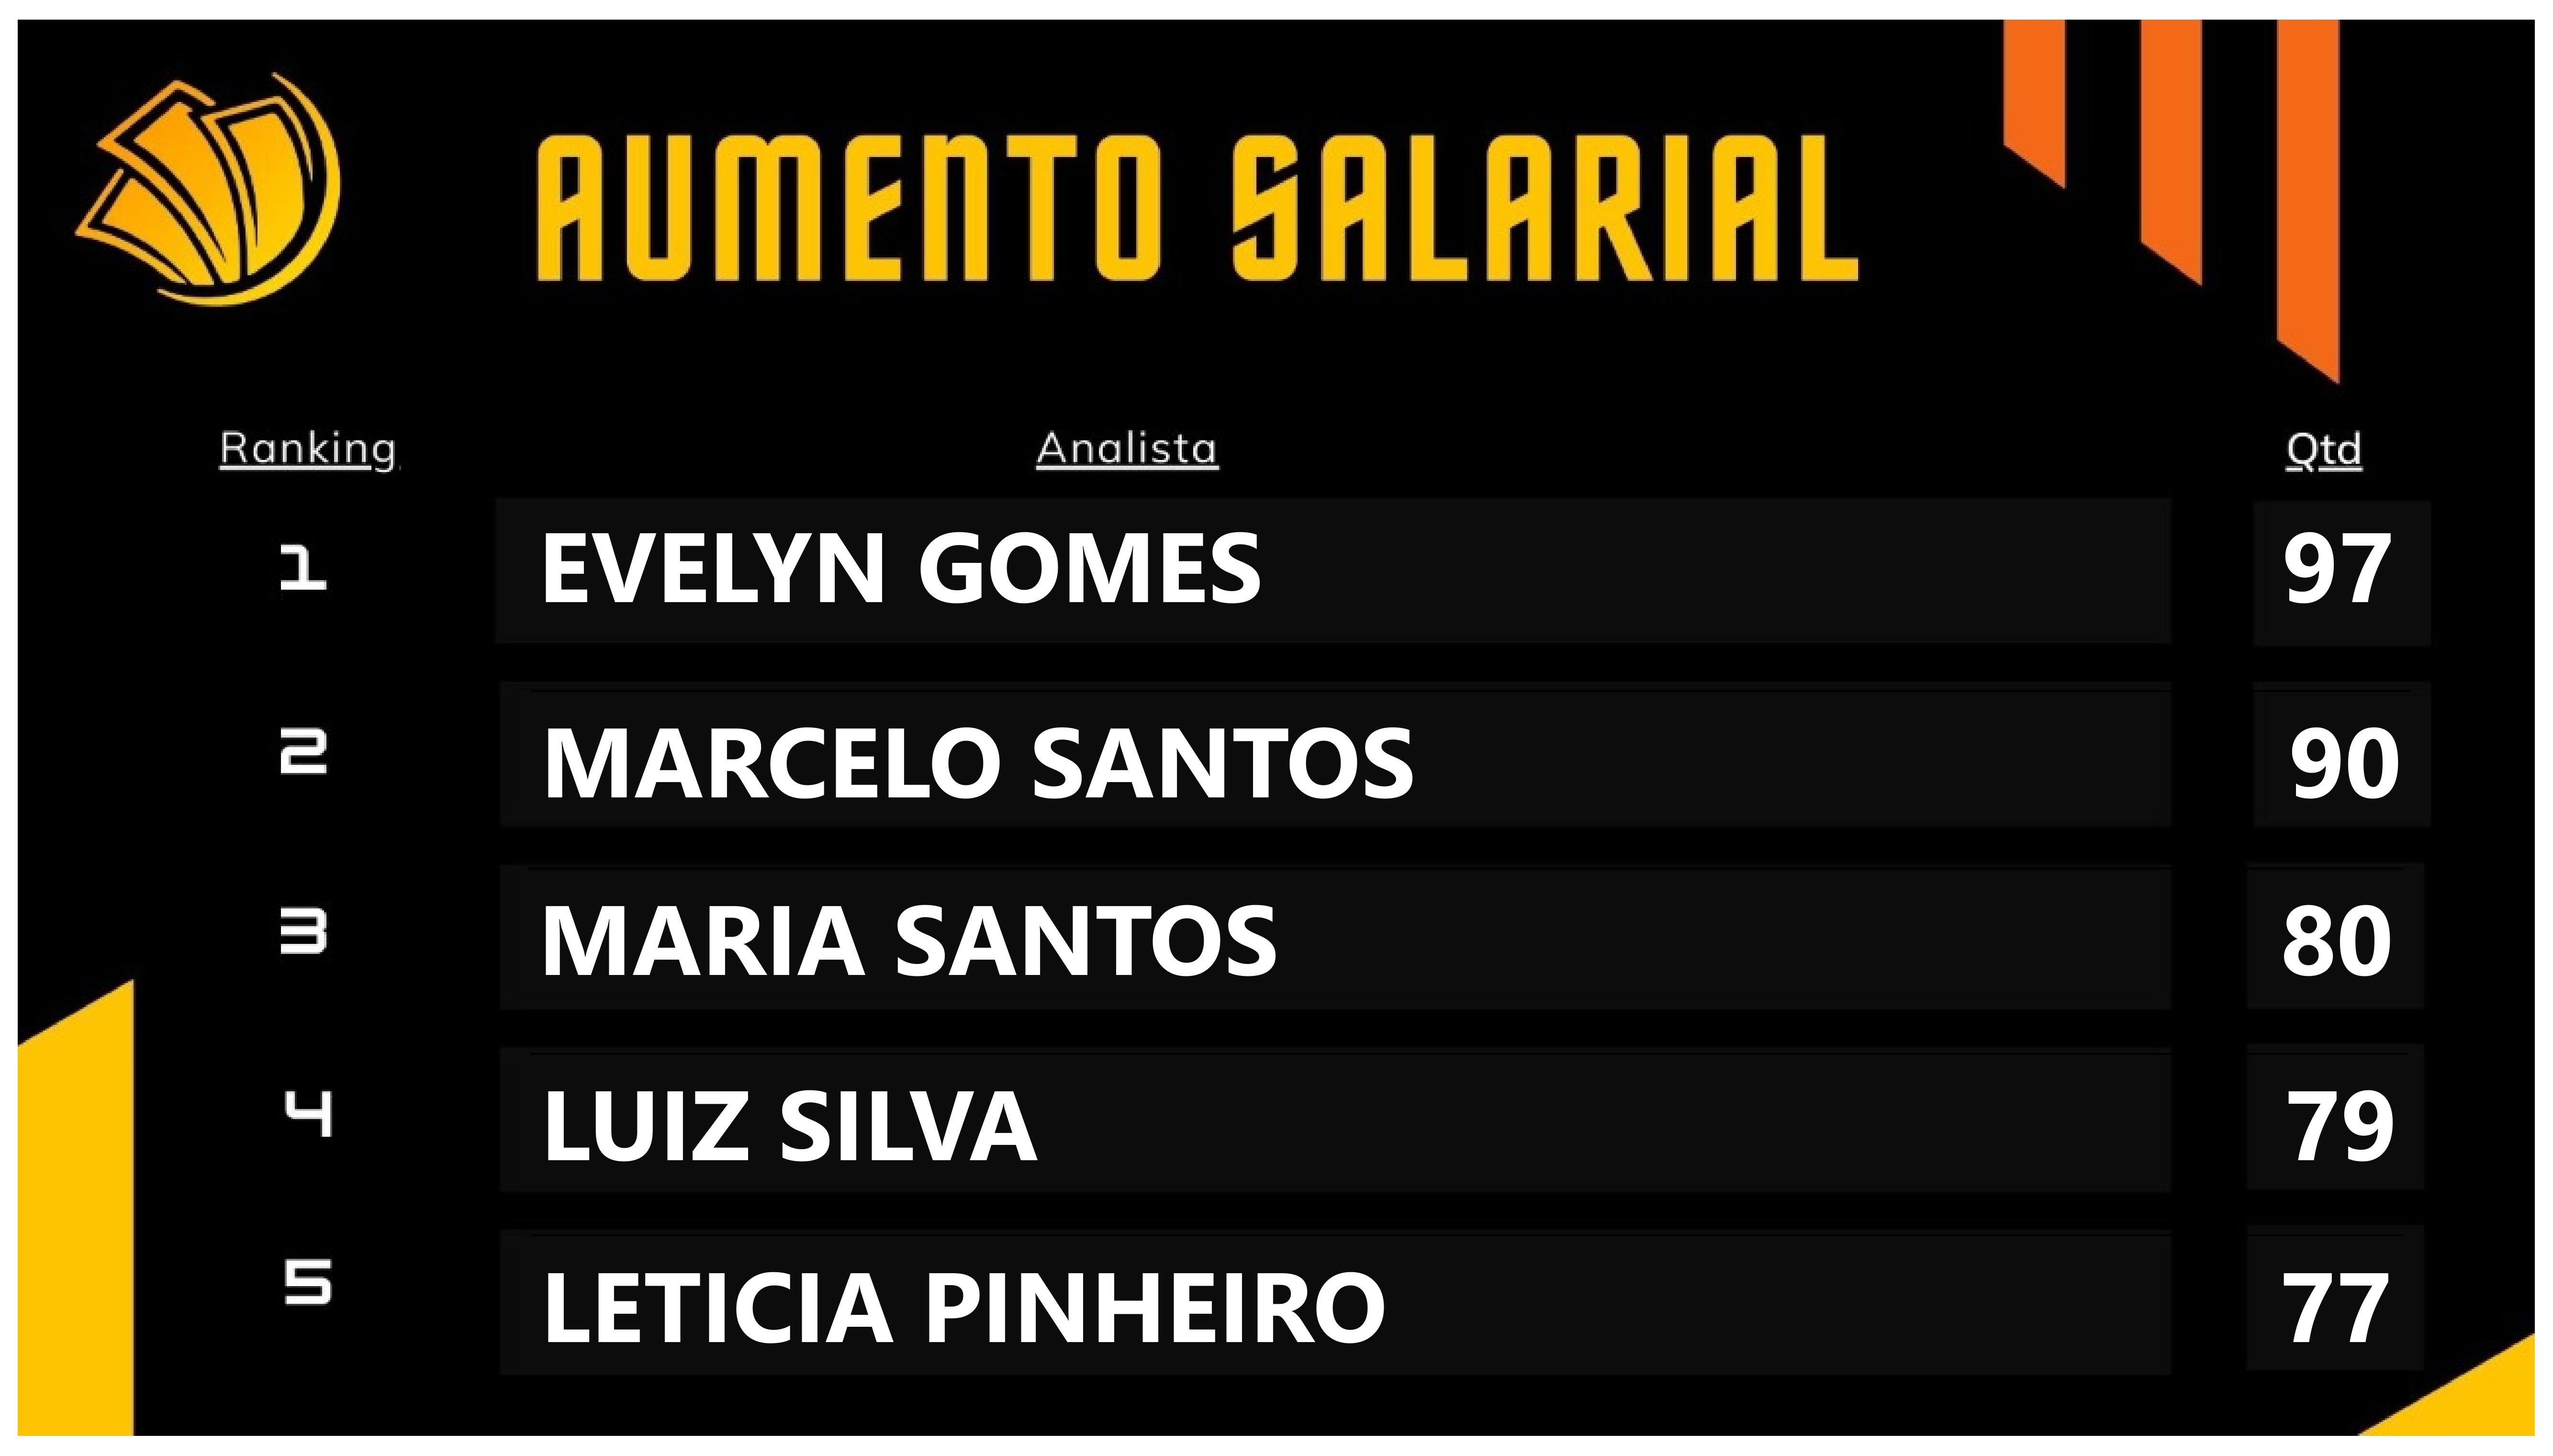 AUMENTO SALARIAL
Ranking Analista Qtd
1 EVELYN GOMES 97
2 MARCELO SANTOS 90
3 MARIA SANTOS 80
4 LUIZ SILVA 79
5 LETICIA PINHEIRO 77